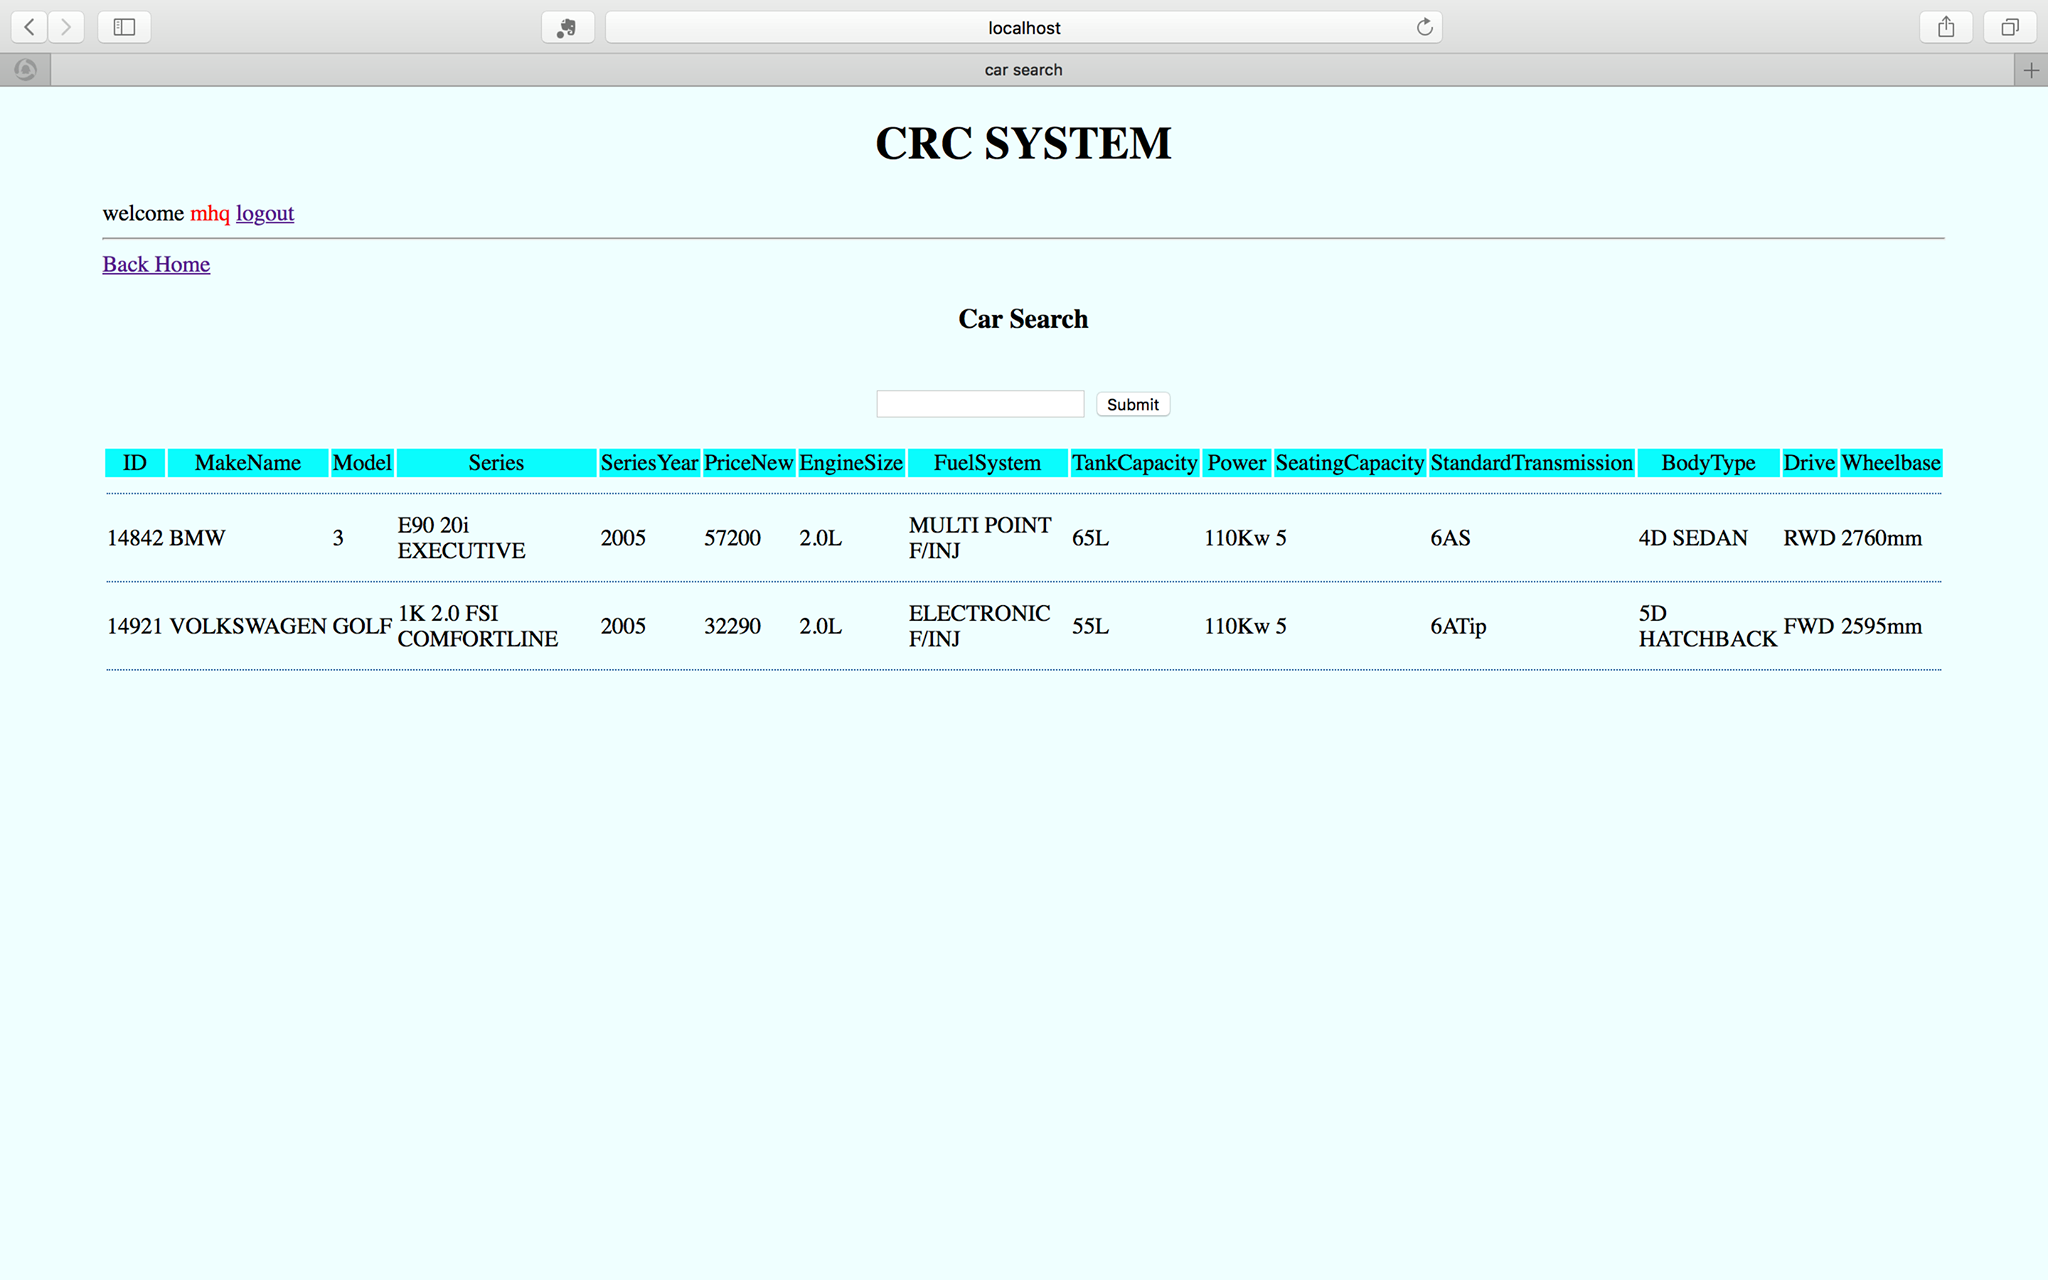 localhost
car search
CRC SYSTEM
welcome mhq logout
Back Home
Car Search
Submit
ID MakeName Model Series SeriesYear PriceNew EngineSize FuelSystem TankCapacity Power SeatingCapacity StandardTransmission BodyType Drive Wheelbase
14842 BMW 3 E90 20i EXECUTIVE 2005 57200 2.0L MULTI POINT F/INJ 65L 110Kw 5 6AS 4D SEDAN RWD 2760mm
14921 VOLKSWAGEN GOLF 1K 2.0 FSI COMFORTLINE 2005 32290 2.0L ELECTRONIC F/INJ 55L 110Kw 5 6ATip 5D HATCHBACK FWD 2595mm